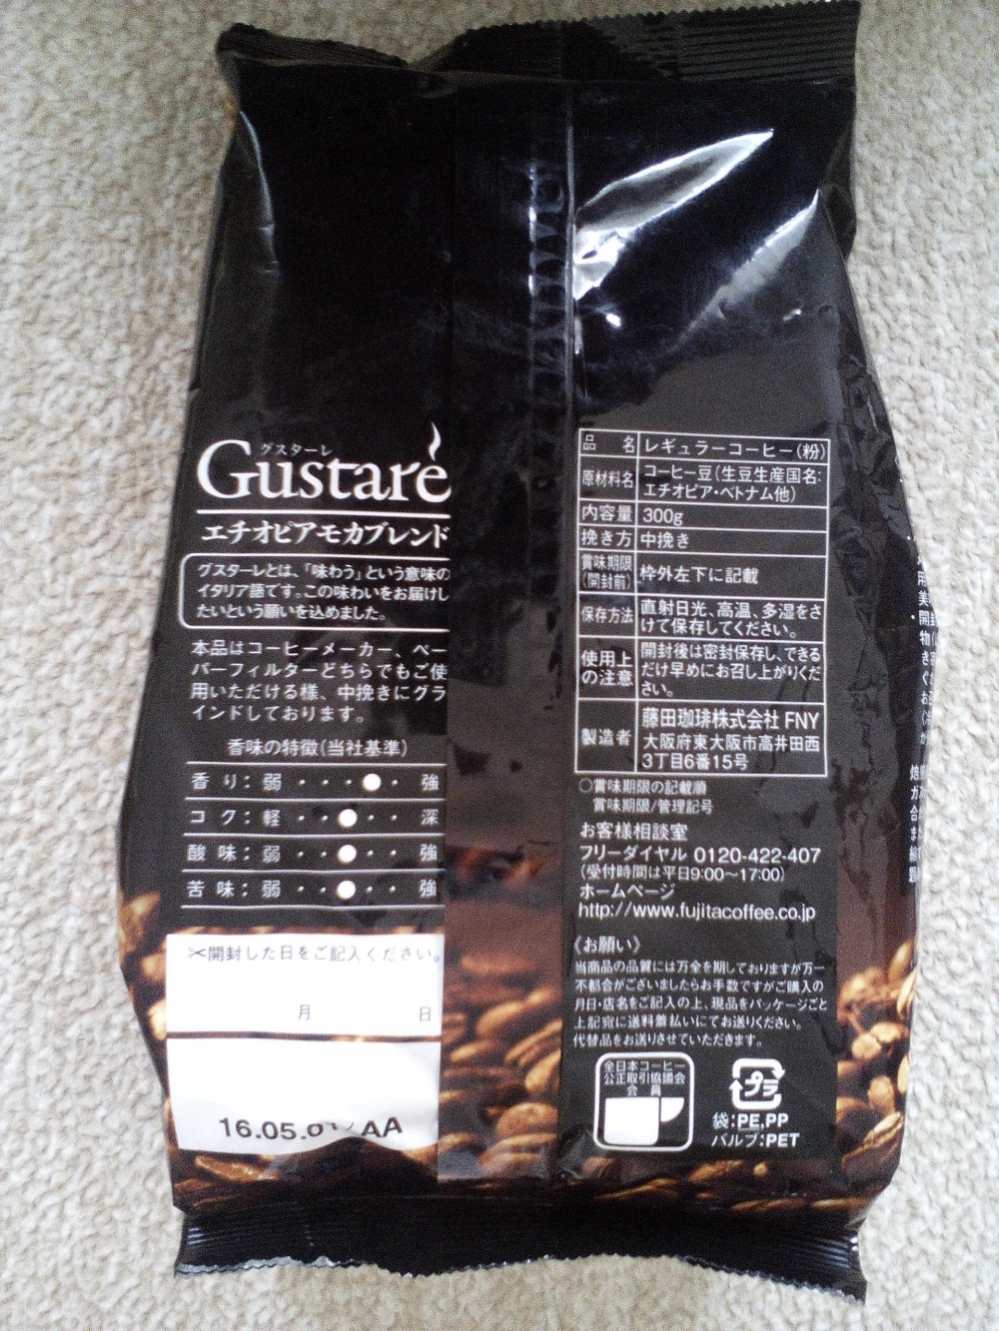 グスターレ
Gustarè
エチオピアモカブレンド
グスターレとは、「味わう」という意味の
イタリア語です。この味わいをお届けし
たいという願いを込めました。
本品はコーヒーメーカー、ペー
パーフィルターどちらでもご使
用いただける様、中挽きにグラ
インドしております。
香味の特徴(当社基準)
香り:弱・・・●・強
コク:軽・・●・・深
酸味:弱・・●・・強
苦味:弱・・●・・強
✂開封した日をご記入ください。
月 日
16.05. AA
品名 レギュラーコーヒー(粉)
原材料名 コーヒー豆(生豆生産国名:
エチオピア・ベトナム他)
内容量 300g
挽き方 中挽き
賞味期限
(開封前) 枠外左下に記載
保存方法 直射日光、高温、多湿をさ
けて保存してください。
使用上
の注意 開封後は密封保存し、できる
だけ早めにお召し上がりくだ
さい。
製造者 藤田珈琲株式会社 FNY
大阪府東大阪市高井田西
3丁目6番15号
○賞味期限の記載順
賞味期限/管理記号
お客様相談室
フリーダイヤル 0120-422-407
(受付時間は平日9:00〜17:00)
ホームページ
http://www.fujitacoffee.co.jp
《お願い》
当商品の品質には万全を期しておりますが万一
不都合がございましたらお手数ですがご購入の
月日・店名をご記入の上、現品をパッケージごと
上記宛に送料着払いにてお送りください。
代替品をお送りさせていただきます。
全日本コーヒー
公正取引協議会
会員
プラ
袋:PE,PP
バルブ:PET